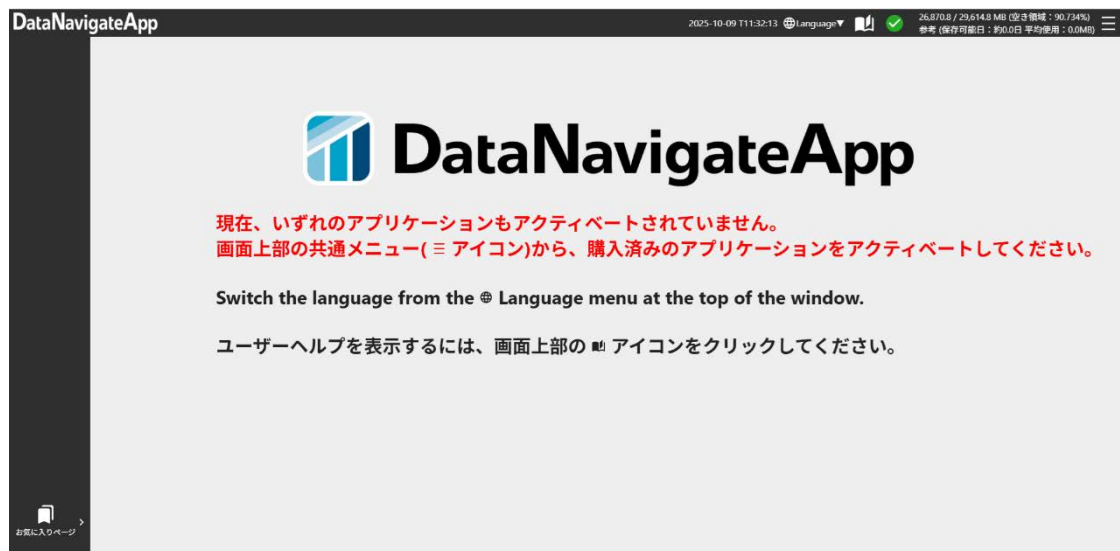 DataNavigateApp
2025-10-09 T11:32:13 Language▼
26,870.8 / 29,614.8 MB (空き領域：90.734%)
参考 (保存可能日：約0.0日 平均使用：0.0MB)
DataNavigateApp
現在、いずれのアプリケーションもアクティベートされていません。
画面上部の共通メニュー( ☰ アイコン)から、購入済みのアプリケーションをアクティベートしてください。
Switch the language from the 🌐 Language menu at the top of the window.
ユーザーヘルプを表示するには、画面上部の アイコンをクリックしてください。
お気に入りページ